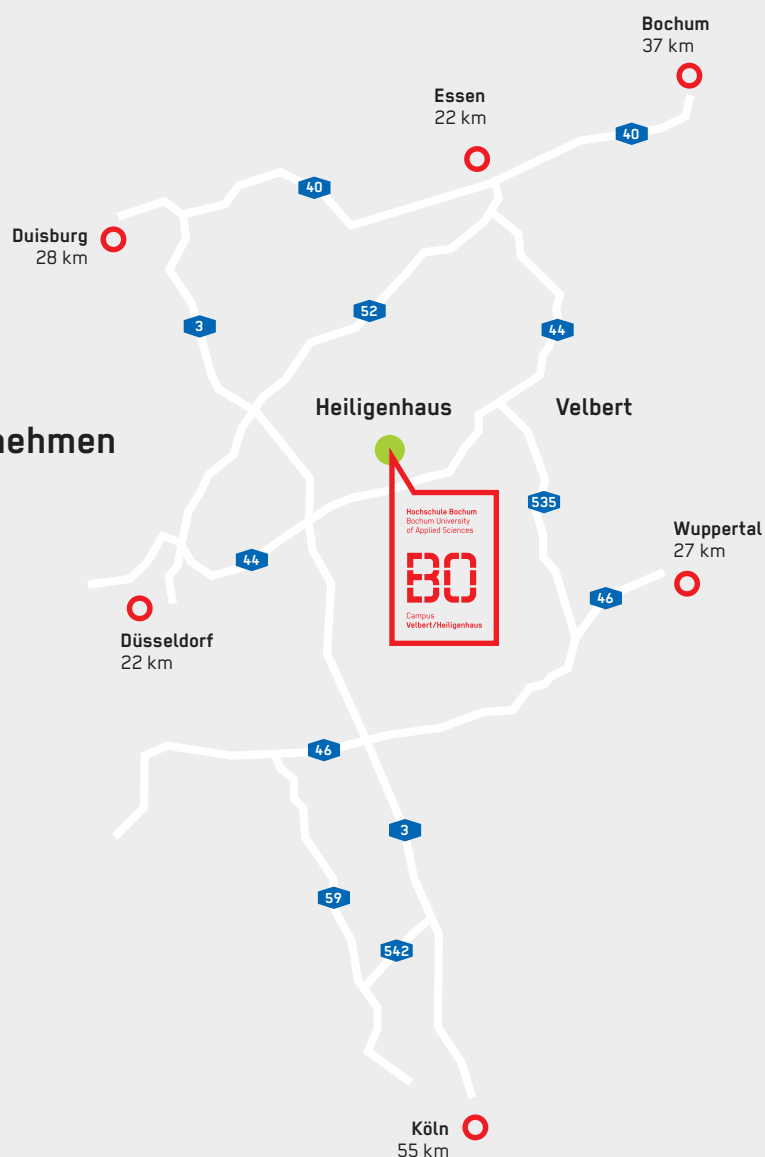 Bochum
37 km
Essen
22 km
40
40
Duisburg
28 km
52
3
44
Heiligenhaus
Velbert
nehmen
Hochschule Bochum
Bochum University
of Applied Sciences
BO
Campus
Velbert/Heiligenhaus
535
Wuppertal
27 km
44
46
Düsseldorf
22 km
46
3
59
542
Köln
55 km